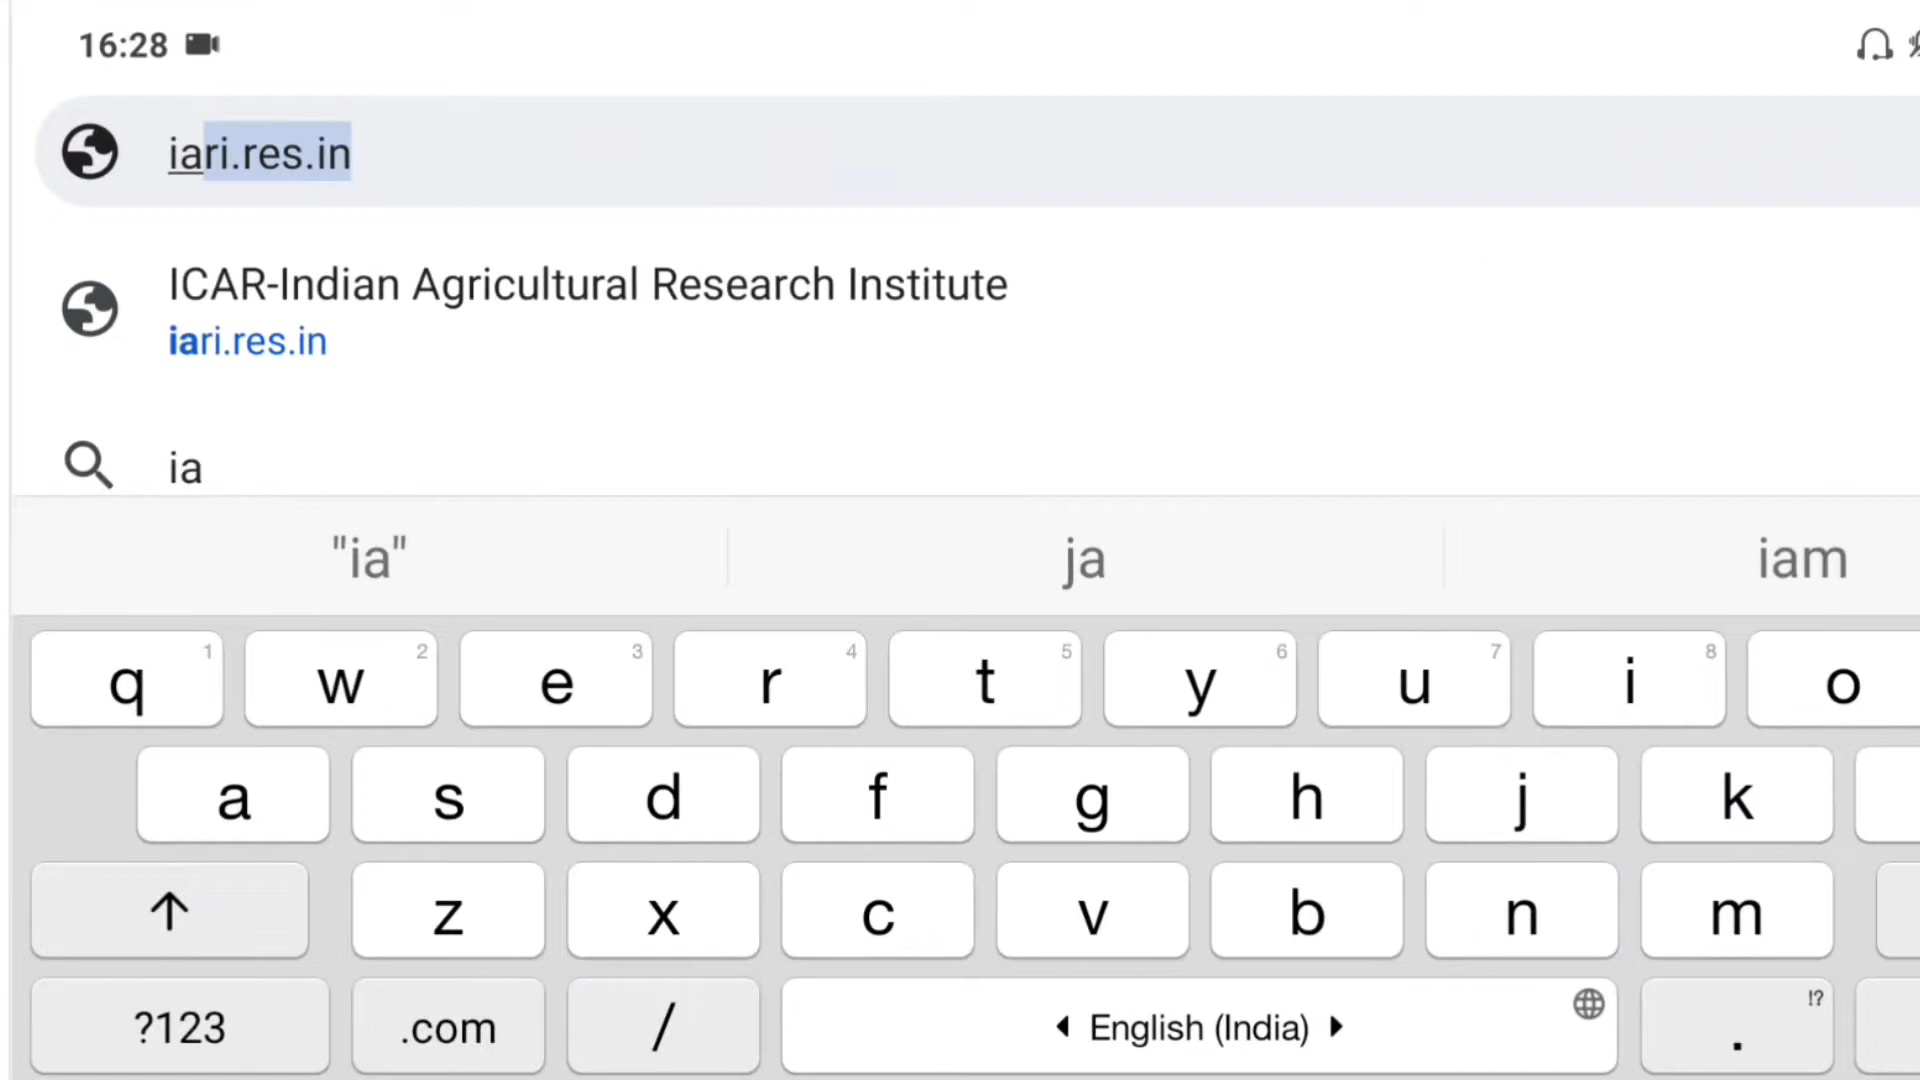 16:28
iari.res.in
ICAR-Indian Agricultural Research Institute
iari.res.in
ia
"ia" ja iam
q 1 w 2 e 3 r 4 t 5 y 6 u 7 i 8 o
a s d f g h j k
z x c v b n m
?123 .com / English (India) . !?